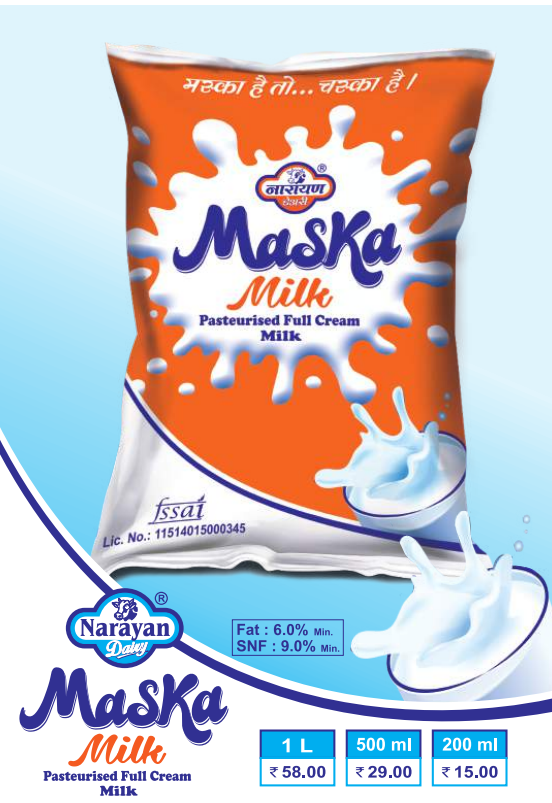 मस्का है तो... चस्का है।
नारायण ®
डेअरी
MaSKa
Milk
Pasteurised Full Cream
Milk
fssai
Lic. No.: 11514015000345
Narayan ®
Dairy
Fat : 6.0% Min.
SNF : 9.0% Min.
MaSKa
Milk
Pasteurised Full Cream
Milk
1 L
₹ 58.00
500 ml
₹ 29.00
200 ml
₹ 15.00